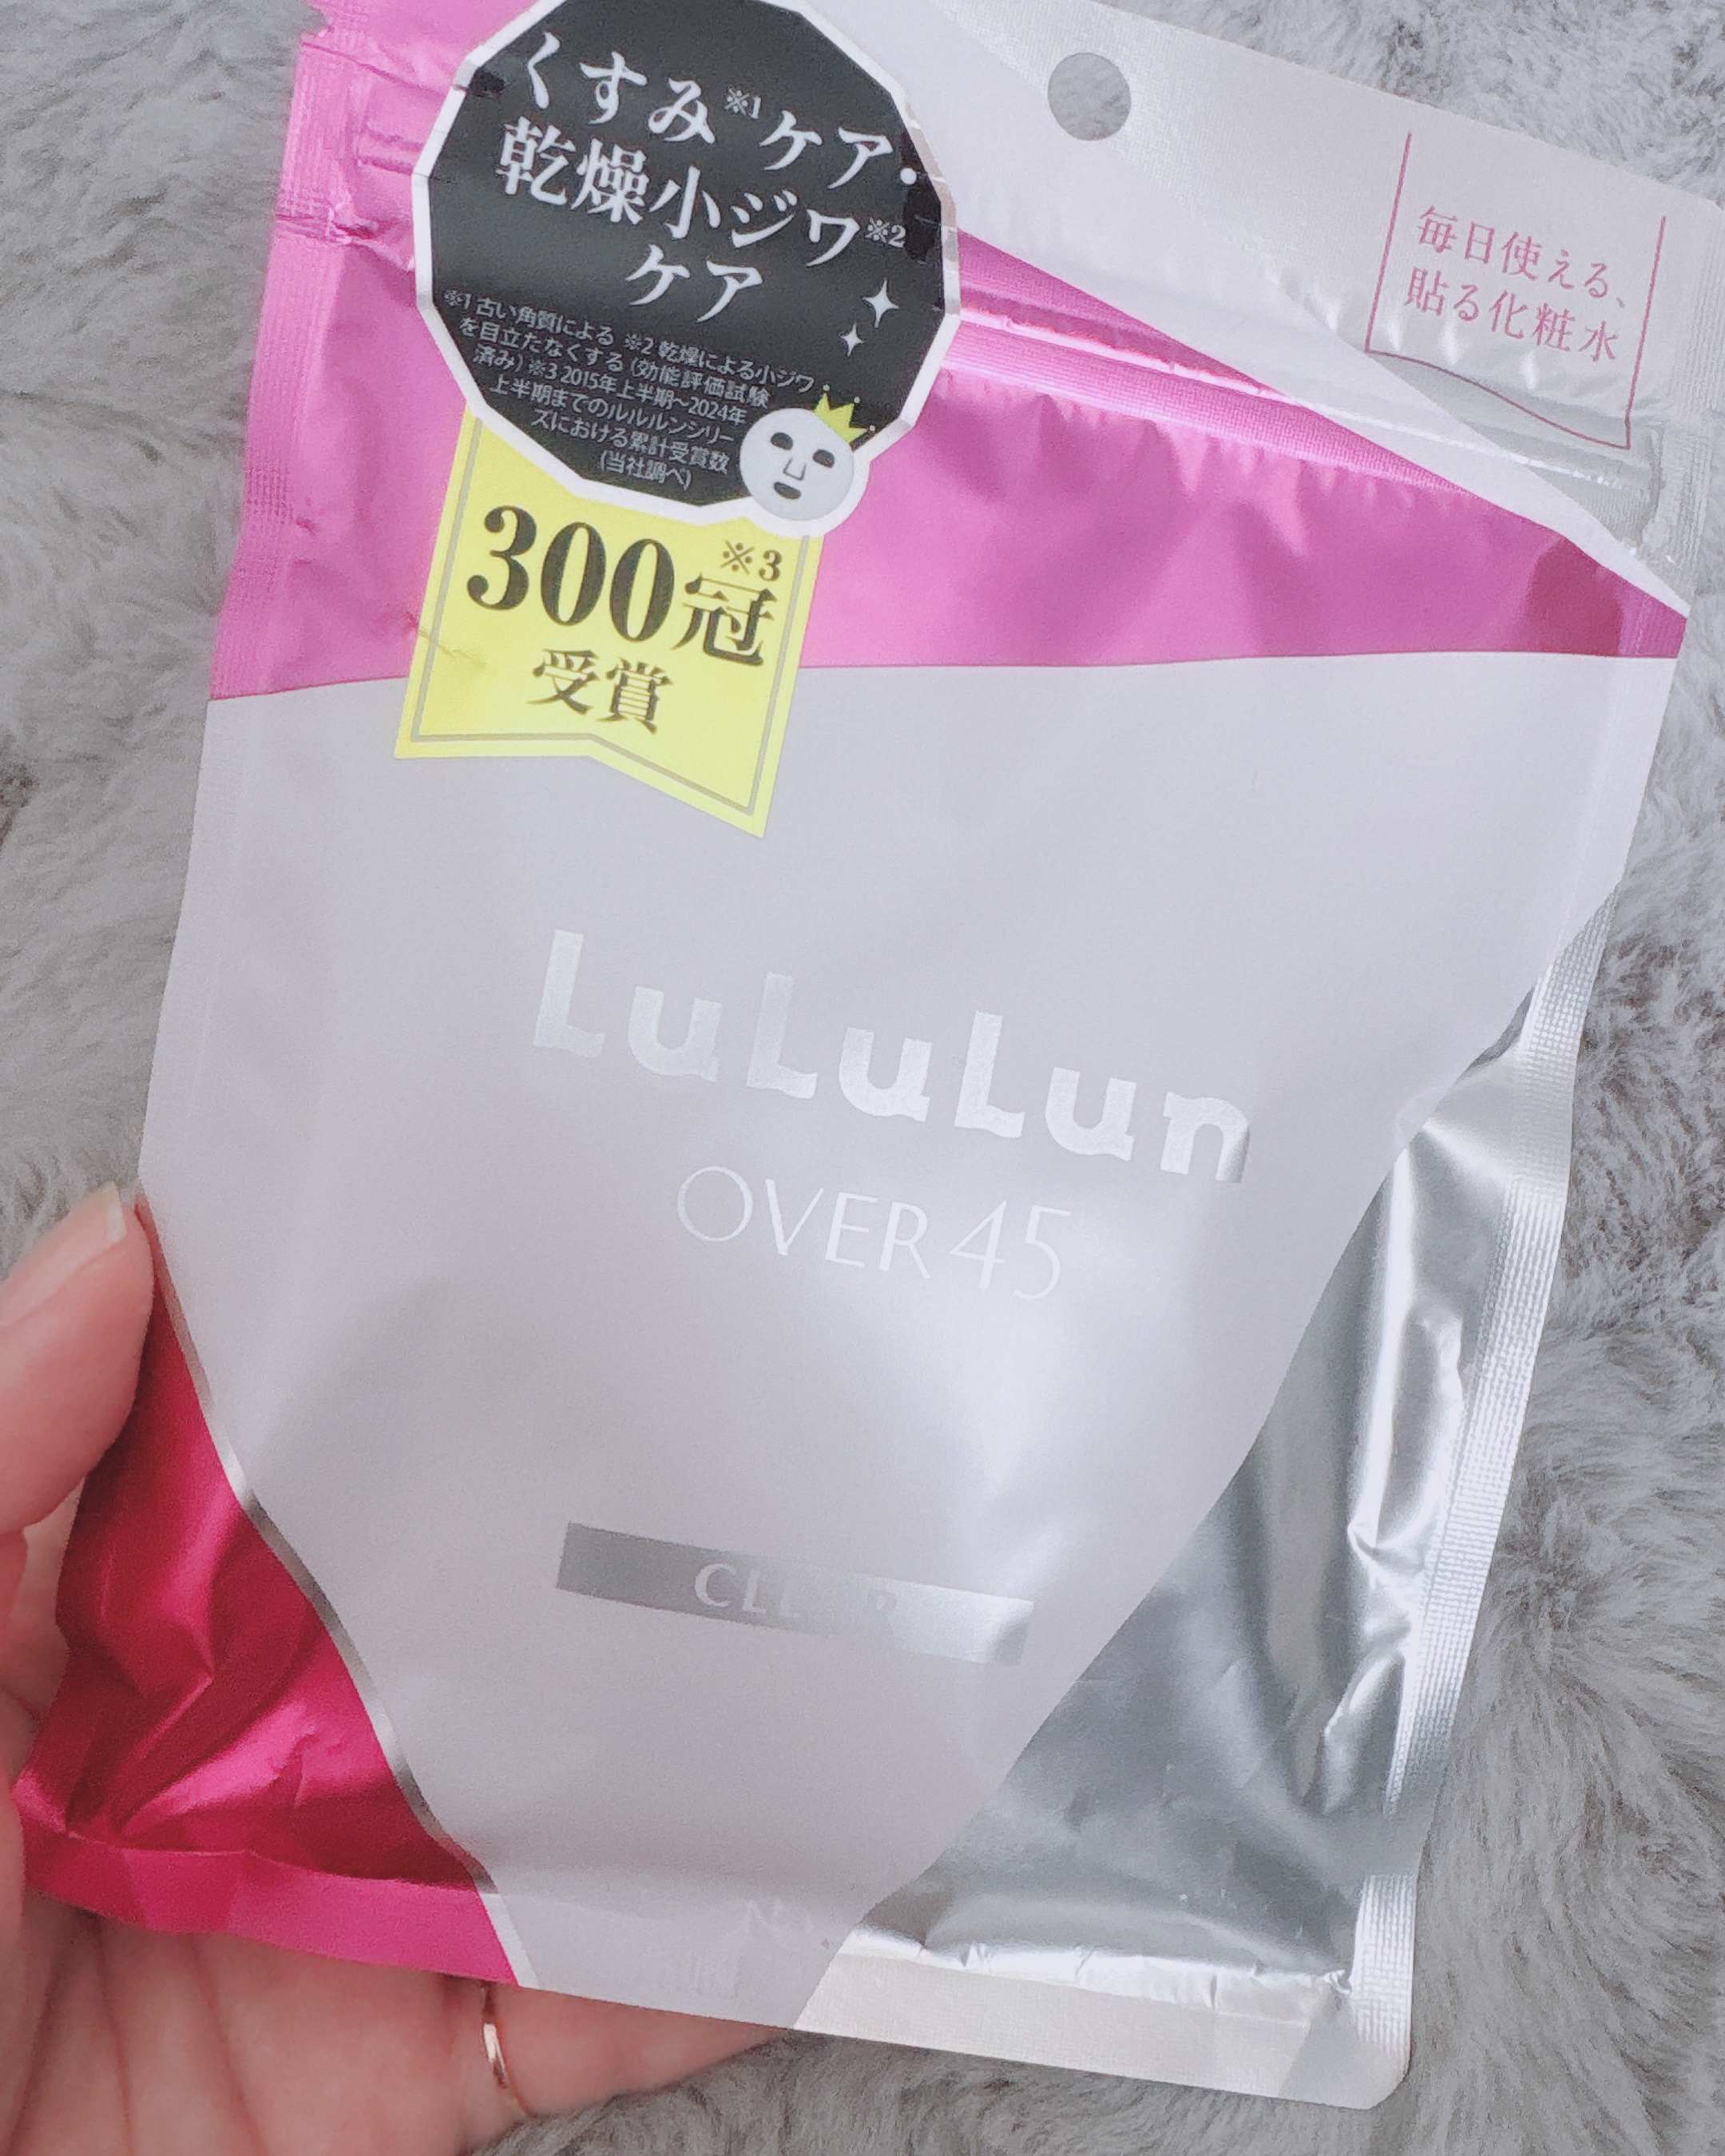 くすみ※1ケア・
乾燥小ジワ※2
ケア
※1 古い角質による ※2 乾燥による小ジワ
を目立たなくする(効能評価試験
済み) ※3 2015年上半期~2024年
上半期までのルルルンシリー
ズにおける累計受賞数
(当社調べ)
300冠※3
受賞
毎日使える、
貼る化粧水
LuLuLun
OVER45
CLEAR